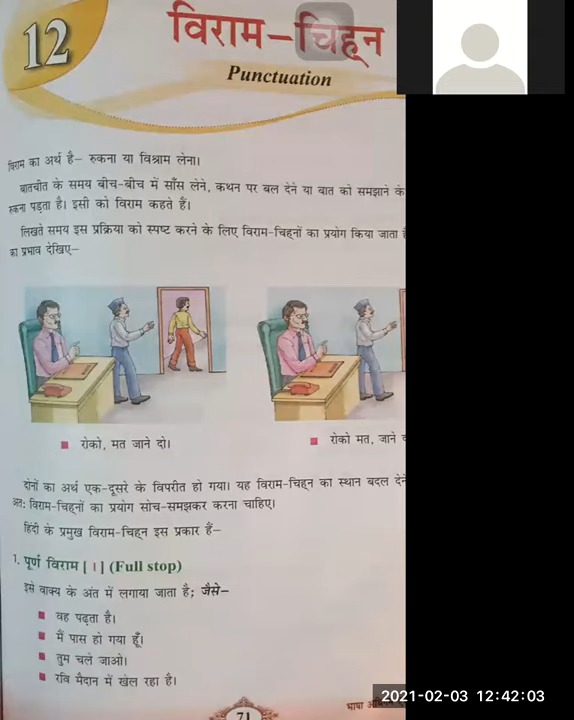 12
विराम-चिह्न
Punctuation
विराम का अर्थ है– रुकना या विश्राम लेना।
बातचीत के समय बीच-बीच में साँस लेने, कथन पर बल देने या बात को समझाने के
रुकना पड़ता है। इसी को विराम कहते हैं।
लिखते समय इस प्रक्रिया को स्पष्ट करने के लिए विराम-चिह्नों का प्रयोग किया जाता
का प्रभाव देखिए–
रोको, मत जाने दो।
रोको मत, जाने
दोनों का अर्थ एक-दूसरे के विपरीत हो गया। यह विराम-चिह्न का स्थान बदल देने
अतः विराम-चिह्नों का प्रयोग सोच-समझकर करना चाहिए।
हिंदी के प्रमुख विराम-चिह्न इस प्रकार हैं–
1. पूर्ण विराम [ । ] (Full stop)
इसे वाक्य के अंत में लगाया जाता है; जैसे–
वह पढ़ता है।
मैं पास हो गया हूँ।
तुम चले जाओ।
रवि मैदान में खेल रहा है।
71
भाषा
2021-02-03 12:42:03